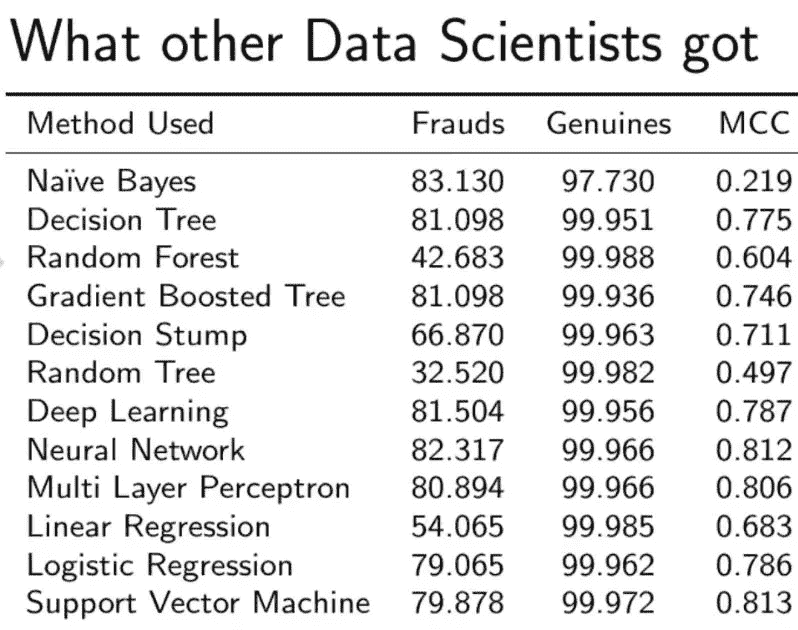 What other Data Scientists got
Method Used Frauds Genuines MCC
Naïve Bayes 83.130 97.730 0.219
Decision Tree 81.098 99.951 0.775
Random Forest 42.683 99.988 0.604
Gradient Boosted Tree 81.098 99.936 0.746
Decision Stump 66.870 99.963 0.711
Random Tree 32.520 99.982 0.497
Deep Learning 81.504 99.956 0.787
Neural Network 82.317 99.966 0.812
Multi Layer Perceptron 80.894 99.966 0.806
Linear Regression 54.065 99.985 0.683
Logistic Regression 79.065 99.962 0.786
Support Vector Machine 79.878 99.972 0.813